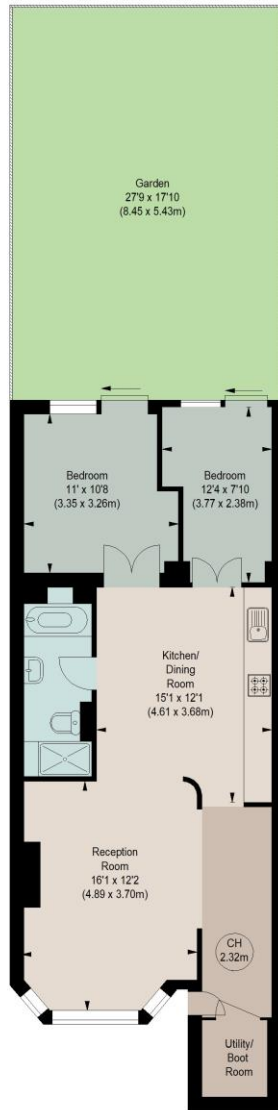 Garden
27'9 x 17'10
(8.45 x 5.43m)
Bedroom
11' x 10'8
(3.35 x 3.26m)
Bedroom
12'4 x 7'10
(3.77 x 2.38m)
Kitchen/
Dining
Room
15'1 x 12'1
(4.61 x 3.68m)
Reception
Room
16'1 x 12'2
(4.89 x 3.70m)
CH
2.32m
Utility/
Boot
Room